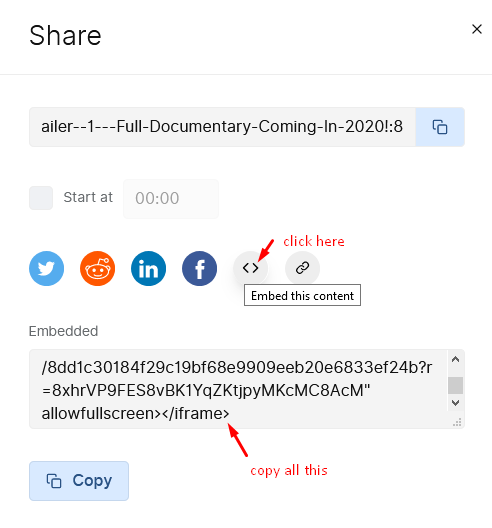 Share
ailer--1---Full-Documentary-Coming-In-2020!:8
Start at
00:00
click here
Embed this content
Embedded
/8dd1c30184f29c19bf68e9909eeb20e6833ef24b?r
=8xhrVP9FES8vBK1YqZKtjpyMKcMC8AcM"
allowfullscreen></iframe>
copy all this
Copy